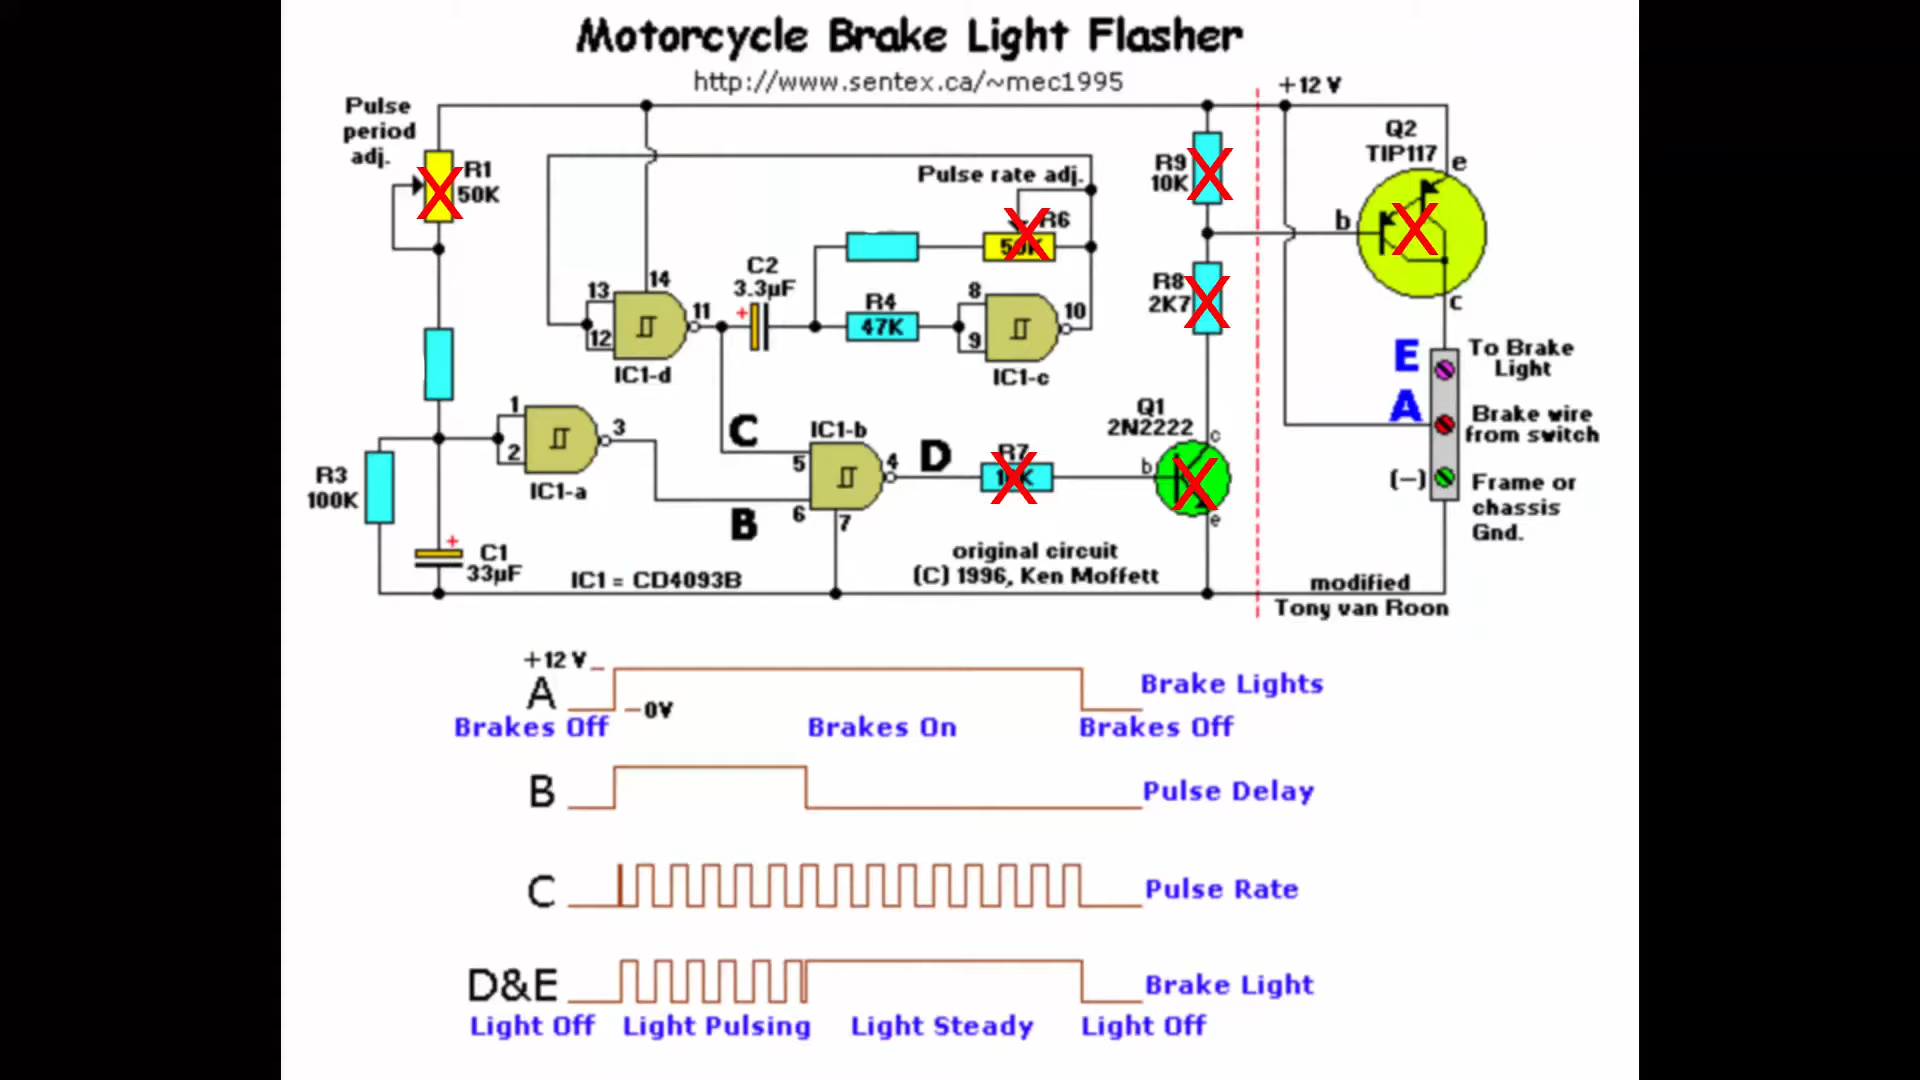 Motorcycle Brake Light Flasher
http://www.sentex.ca/~mec1995
+12 V
Pulse
period
adj.
R1
50K
Pulse rate adj.
R6
R9
10K
Q2
TIP117
e
b
c
R8
2K7
C2
3.3µF
R4
47K
13
12
14
11
IC1-d
8
9
10
IC1-c
1
2
3
IC1-a
R3
100K
C1
33µF
C
B
IC1-b
5
6
4
7
D
R7
Q1
2N2222
c
b
e
E
To Brake
Light
A
Brake wire
from switch
(–)
Frame or
chassis
Gnd.
IC1 = CD4093B
original circuit
(C) 1996, Ken Moffett
modified
Tony van Roon
+12 V
A
0V
Brake Lights
Brakes Off
Brakes On
Brakes Off
B
Pulse Delay
C
Pulse Rate
D&E
Brake Light
Light Off
Light Pulsing
Light Steady
Light Off